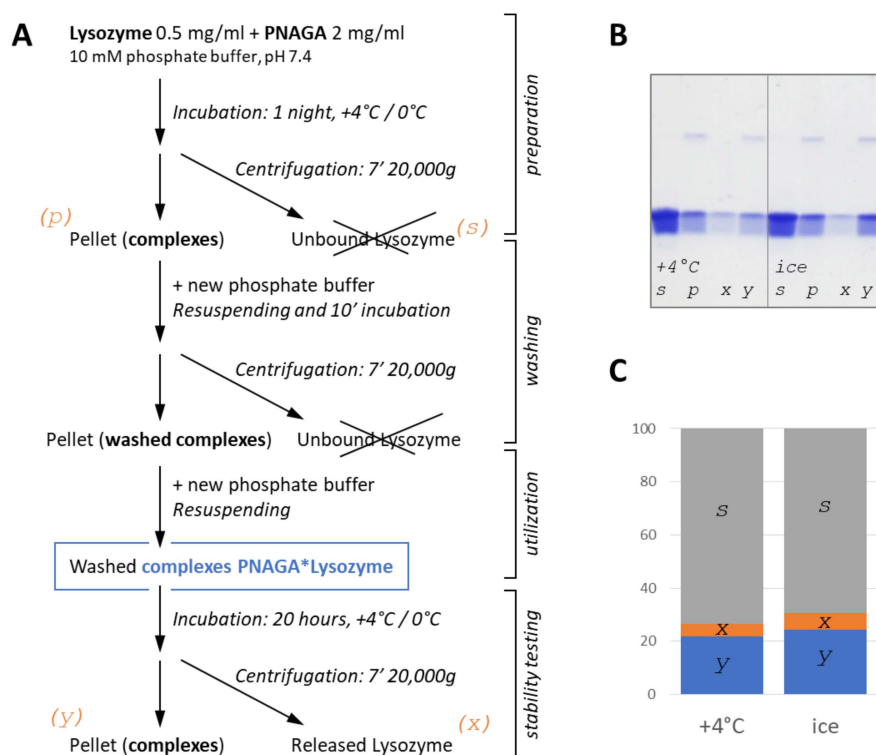 A
Lysozyme 0.5 mg/ml + PNAGA 2 mg/ml
10 mM phosphate buffer, pH 7.4
Incubation: 1 night, +4°C / 0°C
Centrifugation: 7’ 20,000g
(p)
(s)
Pellet (complexes)
Unbound Lysozyme
preparation
+ new phosphate buffer
Resuspending and 10’ incubation
Centrifugation: 7’ 20,000g
Pellet (washed complexes)
Unbound Lysozyme
washing
+ new phosphate buffer
Resuspending
Washed complexes PNAGA*Lysozyme
utilization
Incubation: 20 hours, +4°C / 0°C
Centrifugation: 7’ 20,000g
(y)
(x)
Pellet (complexes)
Released Lysozyme
stability testing
B
+4°C ice
s p x y s p x y
C
100
80
60
40
20
0
s s
x x
y y
+4°C ice